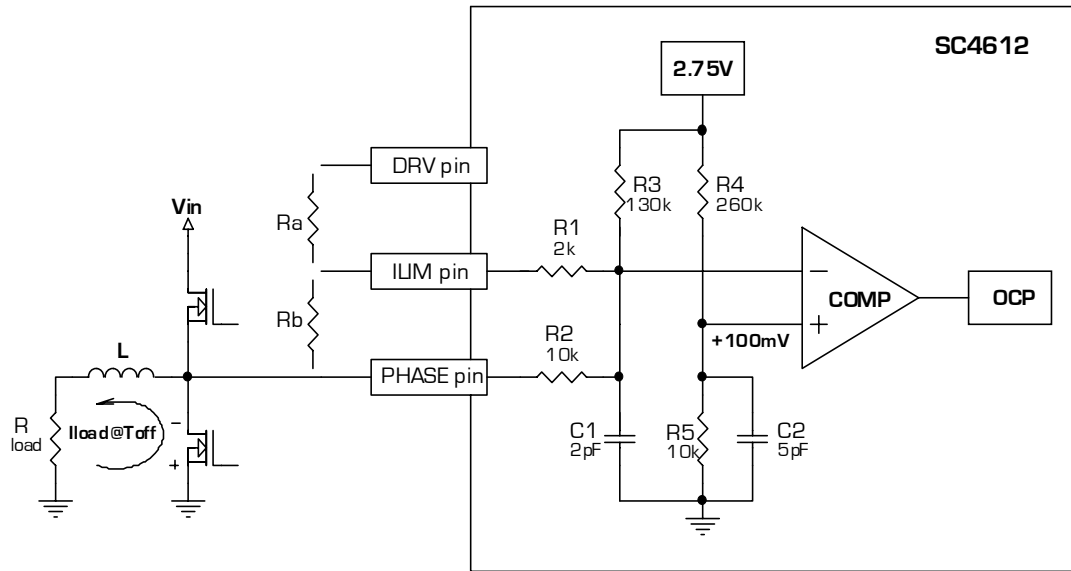 SC4612
2.75V
DRV pin
R3
130k
R4
260k
Vin
Ra
R1
2k
ILIM pin
COMP
OCP
Rb
+100mV
R2
10k
L
PHASE pin
R
load
Iload@Toff
C1
2pF
R5
10k
C2
5pF
−
+
−
+